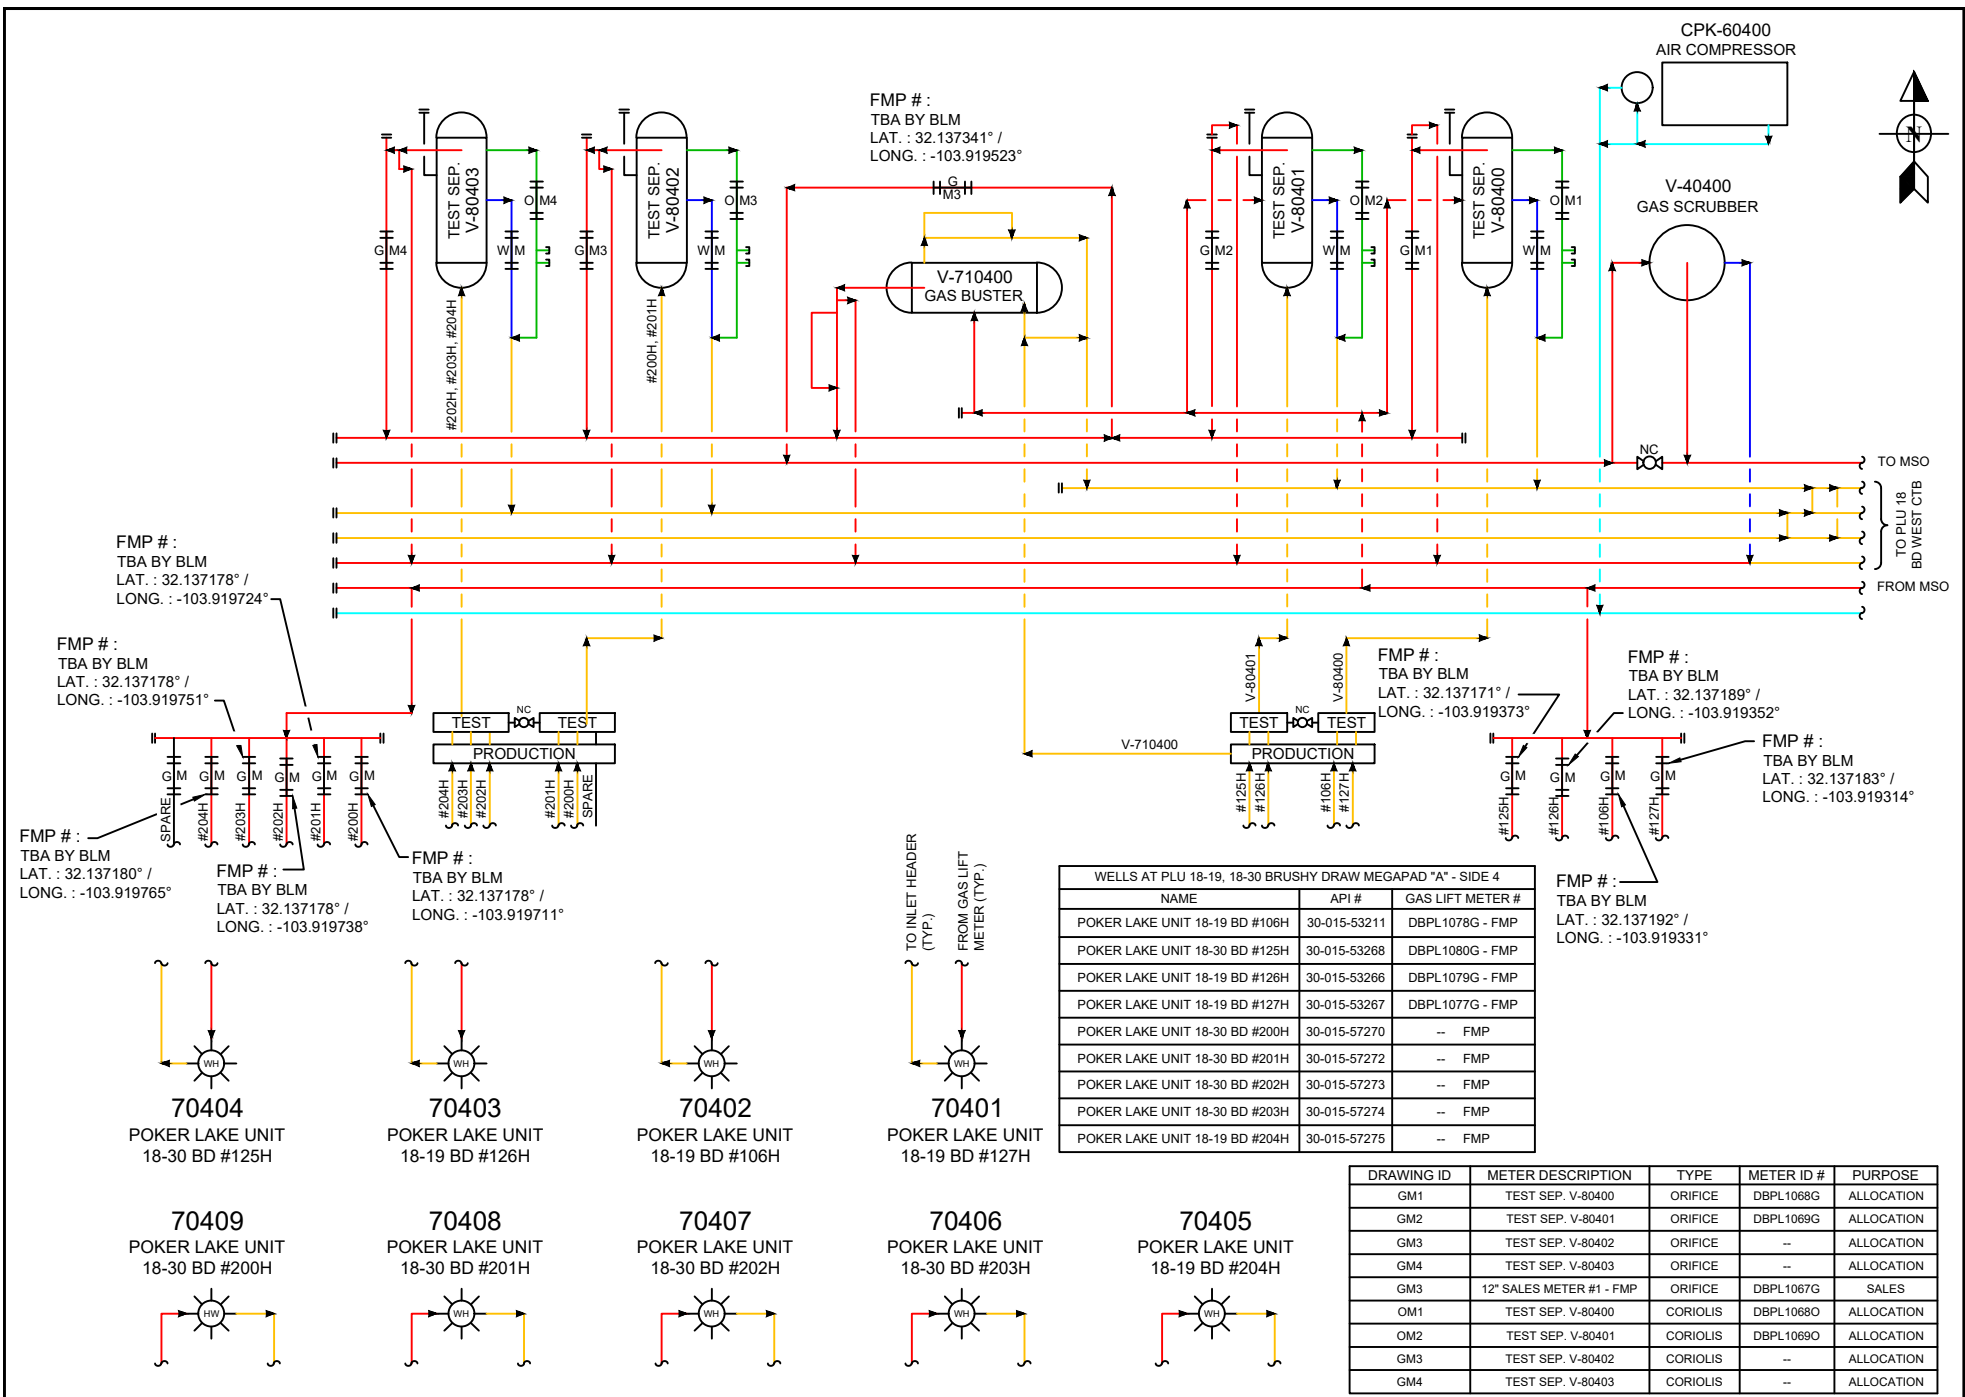 CPK-60400
AIR COMPRESSOR
N
V-40400
GAS SCRUBBER
FMP # :
TBA BY BLM
LAT. : 32.137341° /
LONG. : -103.919523°
TEST SEP.
V-80403
TEST SEP.
V-80402
TEST SEP.
V-80401
TEST SEP.
V-80400
G M4
W M
O M4
G M3
W M
O M3
G
M3
G M2
W M
O M2
G M1
W M
O M1
V-710400
GAS BUSTER
#202H, #203H, #204H
#200H, #201H
NC
TO MSO
TO PLU 18
BD WEST CTB
FROM MSO
FMP # :
TBA BY BLM
LAT. : 32.137178° /
LONG. : -103.919724°
FMP # :
TBA BY BLM
LAT. : 32.137178° /
LONG. : -103.919751°
FMP # :
TBA BY BLM
LAT. : 32.137180° /
LONG. : -103.919765°
FMP # :
TBA BY BLM
LAT. : 32.137178° /
LONG. : -103.919738°
FMP # :
TBA BY BLM
LAT. : 32.137178° /
LONG. : -103.919711°
G M
G M
G M
G M
G M
G M
SPARE
#204H
#203H
#202H
#201H
#200H
TEST
NC
TEST
PRODUCTION
#204H
#203H
#202H
#201H
#200H
SPARE
V-710400
V-80401
V-80400
TEST
NC
TEST
PRODUCTION
#125H
#126H
#106H
#127H
FMP # :
TBA BY BLM
LAT. : 32.137171° /
LONG. : -103.919373°
FMP # :
TBA BY BLM
LAT. : 32.137189° /
LONG. : -103.919352°
FMP # :
TBA BY BLM
LAT. : 32.137183° /
LONG. : -103.919314°
FMP # :
TBA BY BLM
LAT. : 32.137192° /
LONG. : -103.919331°
G M
G M
G M
G M
#125H
#126H
#106H
#127H
TO INLET HEADER
(TYP.)
FROM GAS LIFT
METER (TYP.)
WELLS AT PLU 18-19, 18-30 BRUSHY DRAW MEGAPAD "A" - SIDE 4
NAME API # GAS LIFT METER #
POKER LAKE UNIT 18-19 BD #106H 30-015-53211 DBPL1078G - FMP
POKER LAKE UNIT 18-30 BD #125H 30-015-53268 DBPL1080G - FMP
POKER LAKE UNIT 18-19 BD #126H 30-015-53266 DBPL1079G - FMP
POKER LAKE UNIT 18-19 BD #127H 30-015-53267 DBPL1077G - FMP
POKER LAKE UNIT 18-30 BD #200H 30-015-57270 -- FMP
POKER LAKE UNIT 18-30 BD #201H 30-015-57272 -- FMP
POKER LAKE UNIT 18-30 BD #202H 30-015-57273 -- FMP
POKER LAKE UNIT 18-30 BD #203H 30-015-57274 -- FMP
POKER LAKE UNIT 18-19 BD #204H 30-015-57275 -- FMP
WH
70404
POKER LAKE UNIT
18-30 BD #125H
WH
70403
POKER LAKE UNIT
18-19 BD #126H
WH
70402
POKER LAKE UNIT
18-19 BD #106H
WH
70401
POKER LAKE UNIT
18-19 BD #127H
70409
POKER LAKE UNIT
18-30 BD #200H
HW
70408
POKER LAKE UNIT
18-30 BD #201H
WH
70407
POKER LAKE UNIT
18-30 BD #202H
WH
70406
POKER LAKE UNIT
18-30 BD #203H
WH
70405
POKER LAKE UNIT
18-19 BD #204H
WH
DRAWING ID METER DESCRIPTION TYPE METER ID # PURPOSE
GM1 TEST SEP. V-80400 ORIFICE DBPL1068G ALLOCATION
GM2 TEST SEP. V-80401 ORIFICE DBPL1069G ALLOCATION
GM3 TEST SEP. V-80402 ORIFICE -- ALLOCATION
GM4 TEST SEP. V-80403 ORIFICE -- ALLOCATION
GM3 12" SALES METER #1 - FMP ORIFICE DBPL1067G SALES
OM1 TEST SEP. V-80400 CORIOLIS DBPL1068O ALLOCATION
OM2 TEST SEP. V-80401 CORIOLIS DBPL1069O ALLOCATION
GM3 TEST SEP. V-80402 CORIOLIS -- ALLOCATION
GM4 TEST SEP. V-80403 CORIOLIS -- ALLOCATION